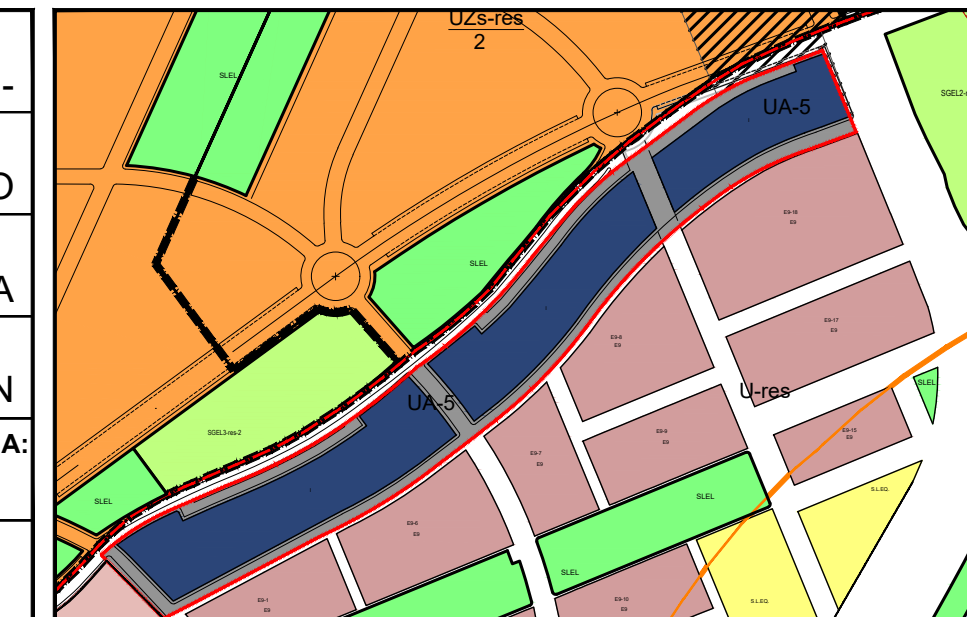 -
D
A
N
A:
UZs-res
2
SLEL
UA-5
SGEL2-r
I
E9-18
E9
SLEL
I
E9-17
E9
E9-8
E9
UA-5
U-res
SLEL
SGEL3-res-2
E9-15
E9
E9-9
E9
E9-7
E9
S.L.EQ.
I
SLEL
SLEL
E9-6
E9
SLEL
E9-1
E9
E9-10
E9
S.L.EQ.